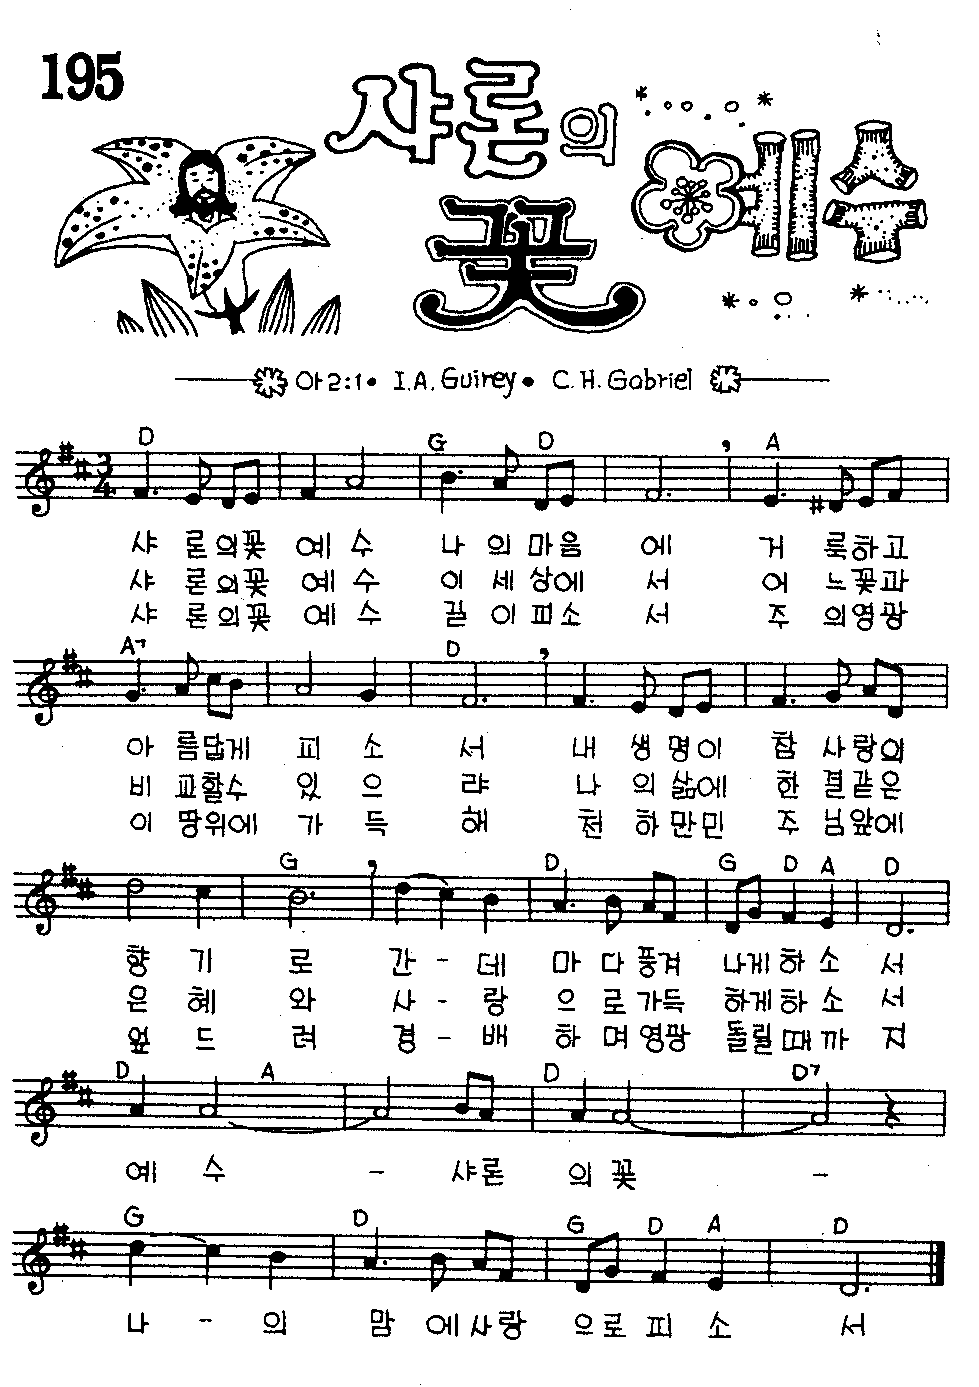 195
샤론의
꽃 예수
아2:1• I.A. Guirey• C.H. Gabriel
D G D A
3/4
샤 론의꽃 예 수 나 의마음 에 거 룩하고
샤 론의꽃 예 수 이 세상에 서 어 느꽃과
샤 론의꽃 예 수 길 이피소 서 주 의영광
A7 D
아 름답게 피 소 서 내 생명이 참 사랑의
비 교할수 있 으 랴 나 의삶에 한 결같은
이 땅위에 가 득 해 천 하만민 주 님앞에
G D G D A D
향 기 로 간 - 데 마 다풍겨 나게하 소 서
은 혜 와 사 - 랑 으 로가득 하게하 소 서
엎 드 려 경 - 배 하 며영광 돌릴때 까 지
D A D D7
예 수 - 샤론 의꽃 -
G D G D A D
나 - 의 맘 에사랑 으로피 소 서